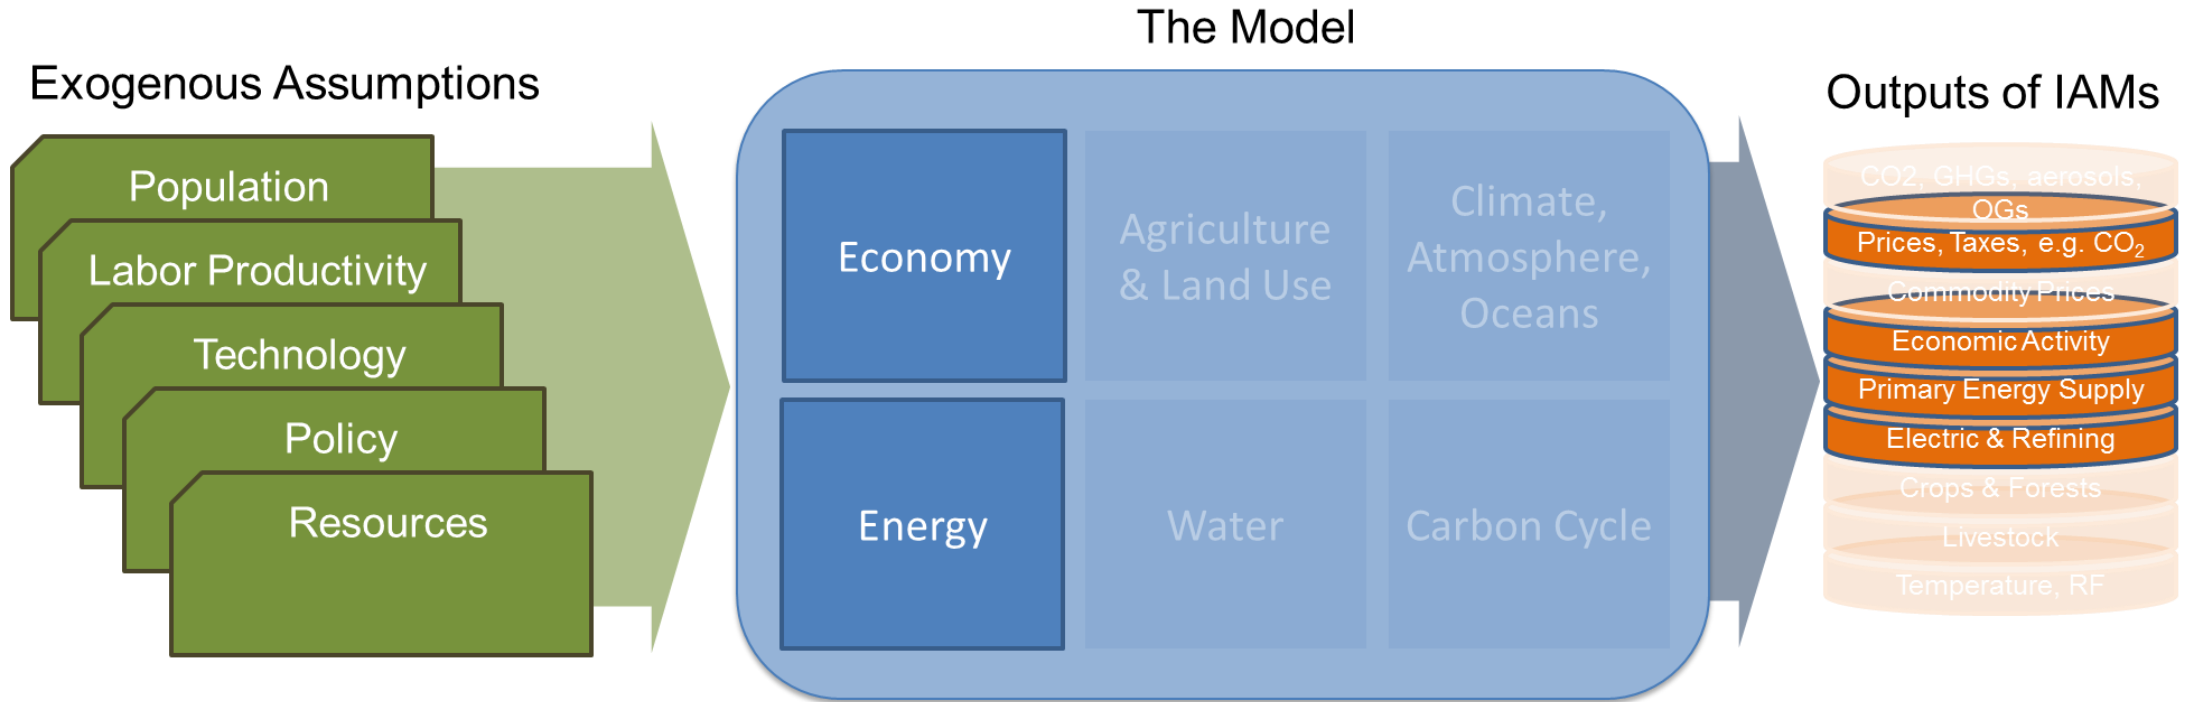 The Model
Exogenous Assumptions
Outputs of IAMs
Population
Labor Productivity
Technology
Policy
Resources
Economy
Agriculture
& Land Use
Climate,
Atmosphere,
Oceans
Energy
Water
Carbon Cycle
CO2, GHGs, aerosols,
OGs
Prices, Taxes, e.g. CO₂
Commodity Prices
Economic Activity
Primary Energy Supply
Electric & Refining
Crops & Forests
Livestock
Temperature, RF